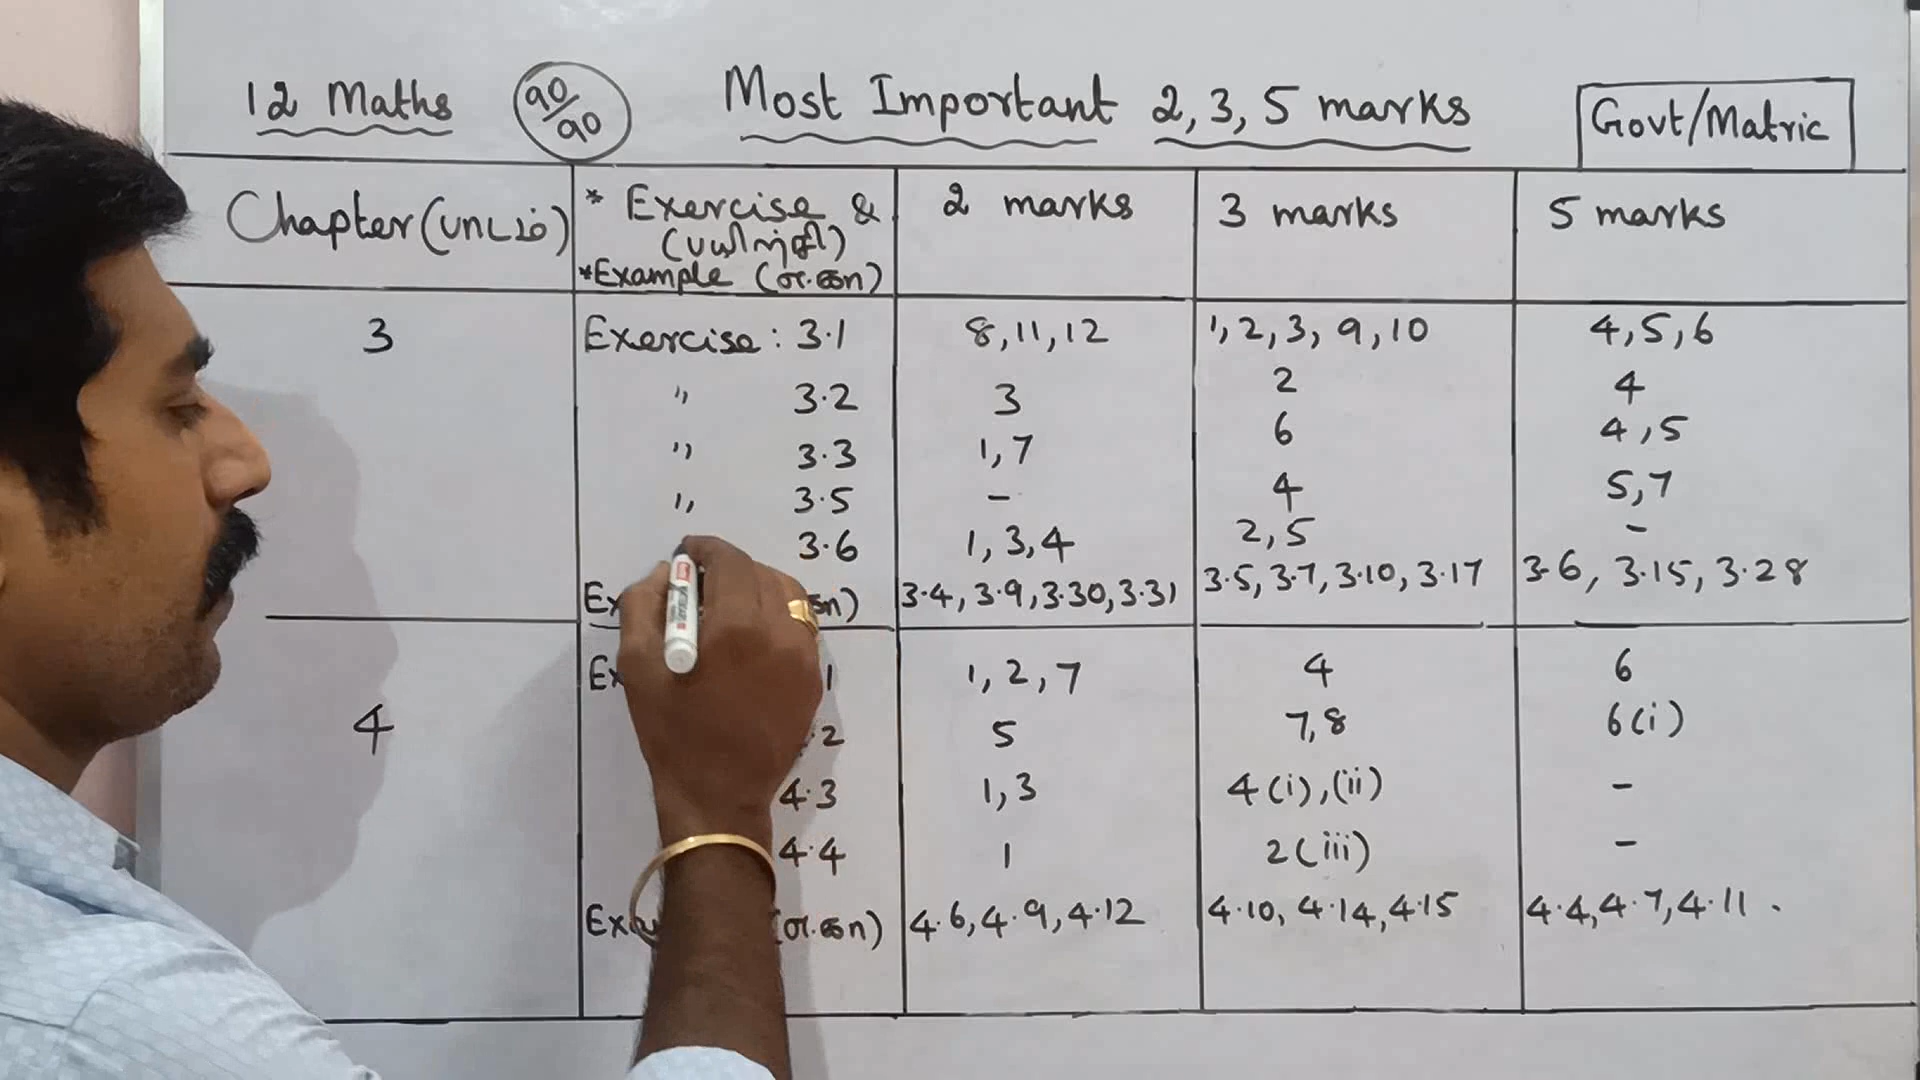 12 Maths 90/90 Most Important 2, 3, 5 marks Govt/Matric
Chapter (பாடம்) * Exercise & 2 marks 3 marks 5 marks
(பயிற்சி)
*Example (எ.கா)
3 Exercise : 3.1 8, 11, 12 1, 2, 3, 9, 10 4, 5, 6
" 3.2 3 2 4
" 3.3 1, 7 6 4, 5
" 3.5 - 4 5, 7
3.6 1, 3, 4 2, 5 -
3.4, 3.9, 3.30, 3.31 3.5, 3.7, 3.10, 3.17 3.6, 3.15, 3.28
4 1, 2, 7 4 6
5 7, 8 6(i)
4.3 1, 3 4(i), (ii) -
4.4 1 2(iii) -
(எ.கா) 4.6, 4.9, 4.12 4.10, 4.14, 4.15 4.4, 4.7, 4.11 .